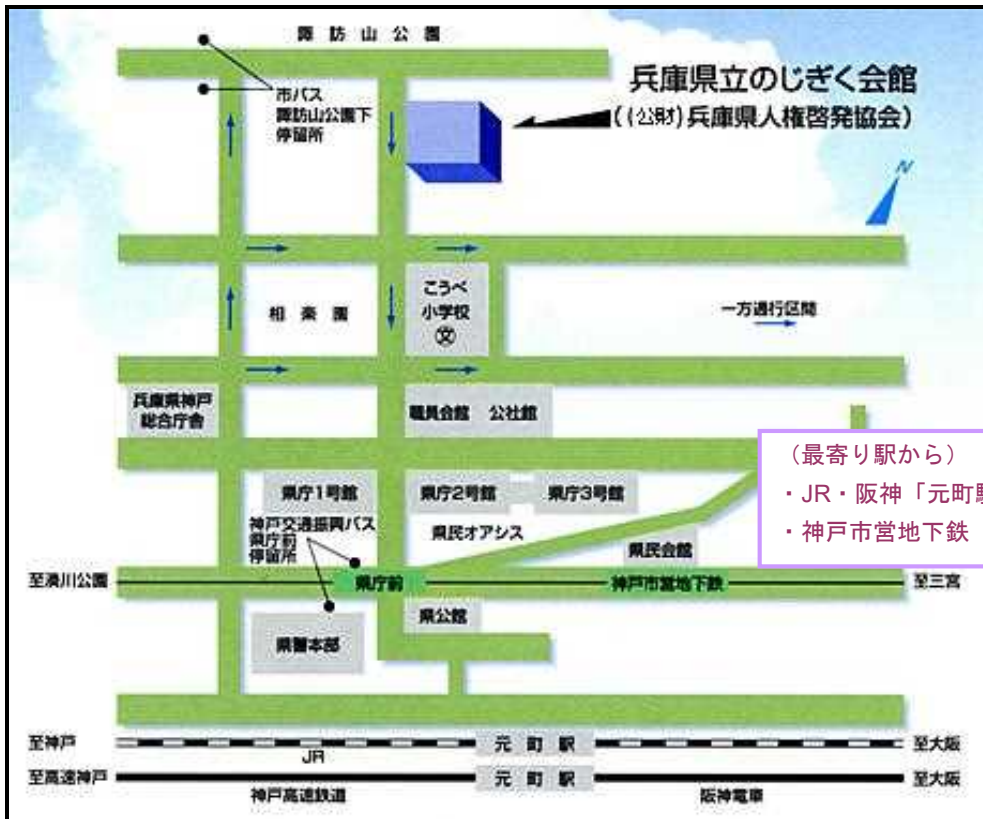 諏訪山公園
市バス
諏訪山公園下
停留所
兵庫県立のじぎく会館
((公財)兵庫県人権啓発協会)
N
相楽園
こうべ
小学校
文
一方通行区間
兵庫県神戸
総合庁舎
職員会館 公社館
(最寄り駅から)
・JR・阪神「元町駅
・神戸市営地下鉄
県庁1号館
県庁2号館
県庁3号館
神戸交通振興バス
県庁前
停留所
県民オアシス
県民会館
至湊川公園
県庁前
神戸市営地下鉄
至三宮
県公館
県警本部
至神戸
JR
元町駅
至大阪
至高速神戸
神戸高速鉄道
元町駅
阪神電車
至大阪